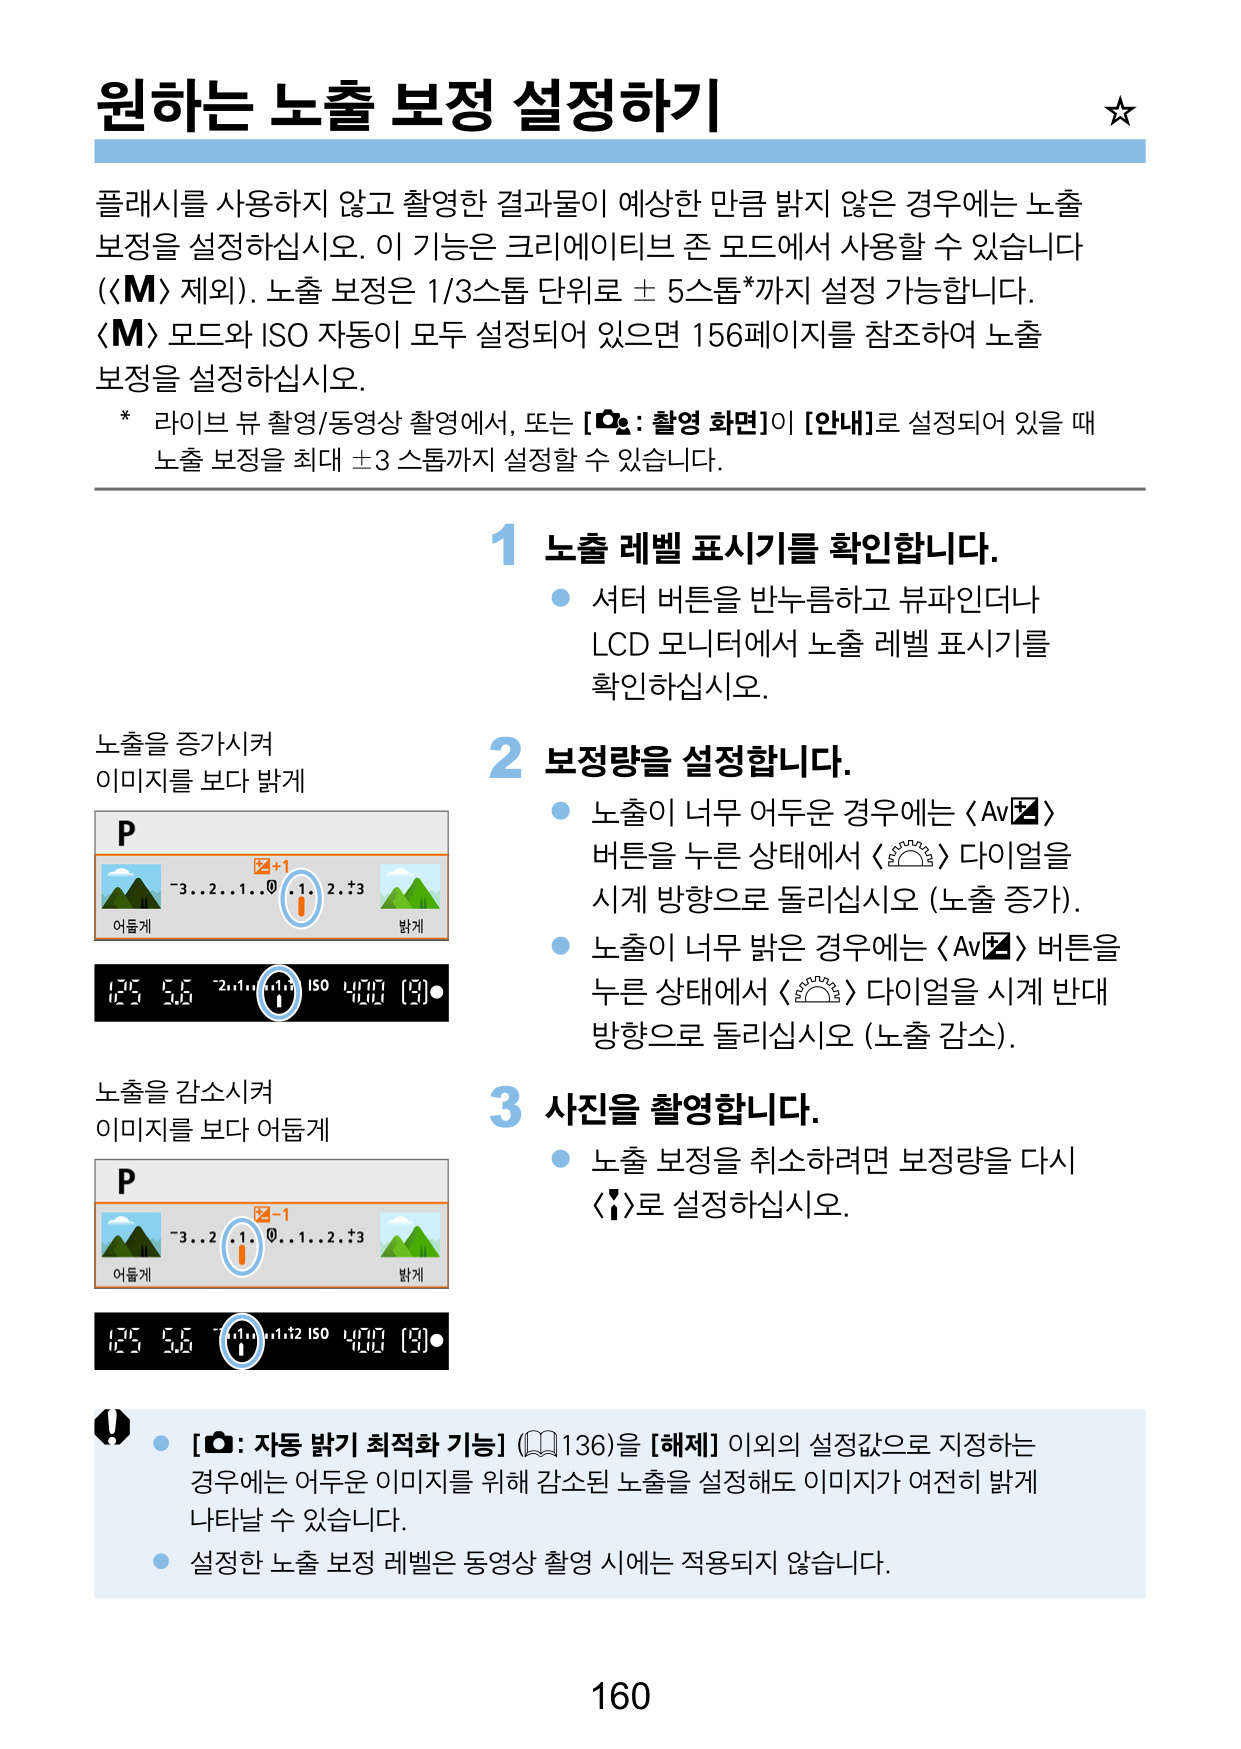 원하는 노출 보정 설정하기 ☆
플래시를 사용하지 않고 촬영한 결과물이 예상한 만큼 밝지 않은 경우에는 노출
보정을 설정하십시오. 이 기능은 크리에이티브 존 모드에서 사용할 수 있습니다
(〈M〉 제외). 노출 보정은 1/3스톱 단위로 ± 5스톱*까지 설정 가능합니다.
〈M〉 모드와 ISO 자동이 모두 설정되어 있으면 156페이지를 참조하여 노출
보정을 설정하십시오.
* 라이브 뷰 촬영/동영상 촬영에서, 또는 [: 촬영 화면]이 [안내]로 설정되어 있을 때
노출 보정을 최대 ±3 스톱까지 설정할 수 있습니다.
1 노출 레벨 표시기를 확인합니다.
● 셔터 버튼을 반누름하고 뷰파인더나
LCD 모니터에서 노출 레벨 표시기를
확인하십시오.
노출을 증가시켜
이미지를 보다 밝게
P
+1
-3..2..1..0..1..2.+3
어둡게 밝게
125 5.6 -2..1....1.+ ISO 400 [9]●
2 보정량을 설정합니다.
● 노출이 너무 어두운 경우에는 〈Av〉
버튼을 누른 상태에서 〈〉 다이얼을
시계 방향으로 돌리십시오 (노출 증가).
● 노출이 너무 밝은 경우에는 〈Av〉 버튼을
누른 상태에서 〈〉 다이얼을 시계 반대
방향으로 돌리십시오 (노출 감소).
노출을 감소시켜
이미지를 보다 어둡게
P
-1
-3..2..1..0..1..2.+3
어둡게 밝게
125 5.6 -..1....1.+2 ISO 400 [9]●
3 사진을 촬영합니다.
● 노출 보정을 취소하려면 보정량을 다시
〈〉로 설정하십시오.
● [: 자동 밝기 최적화 기능] (136)을 [해제] 이외의 설정값으로 지정하는
경우에는 어두운 이미지를 위해 감소된 노출을 설정해도 이미지가 여전히 밝게
나타날 수 있습니다.
● 설정한 노출 보정 레벨은 동영상 촬영 시에는 적용되지 않습니다.
160